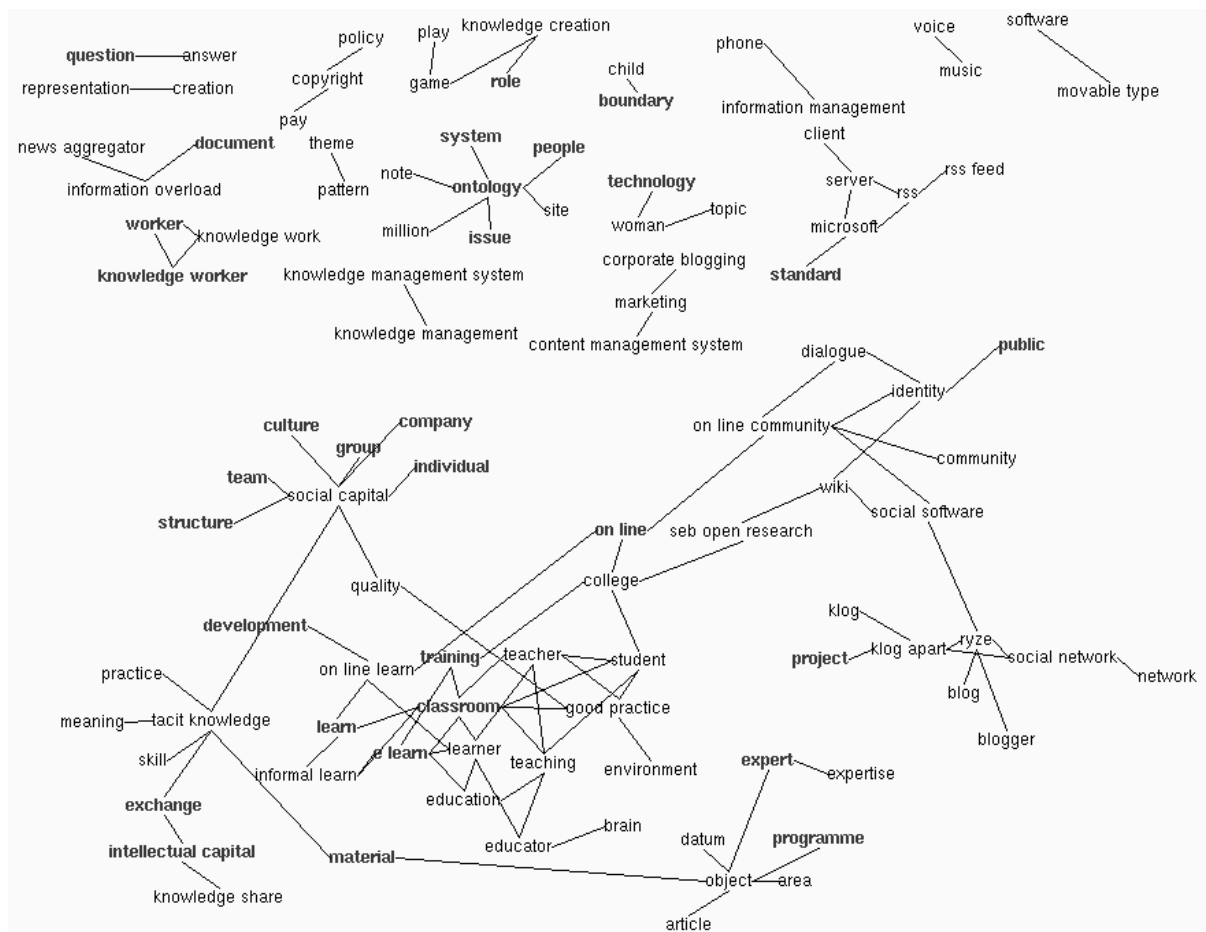 software
voice
play
knowledge creation
policy
phone
question
answer
music
child
copyright
game
role
representation
creation
movable type
boundary
information management
pay
client
system
document
theme
news aggregator
people
rss feed
note
technology
server
pattern
information overload
ontology
rss
site
topic
worker
woman
microsoft
million
issue
knowledge work
corporate blogging
knowledge worker
knowledge management system
standard
marketing
knowledge management
content management system
dialogue
public
identity
culture
company
on line community
group
community
individual
team
social capital
wiki
structure
social software
on line
seb open research
college
quality
klog
development
ryze
klog apart
training
teacher
student
project
social network
on line learn
practice
network
blog
classroom
good practice
meaning
tacit knowledge
learn
blogger
e learn
learner
skill
teaching
environment
expert
informal learn
expertise
education
exchange
brain
datum
programme
educator
intellectual capital
material
object
area
knowledge share
article